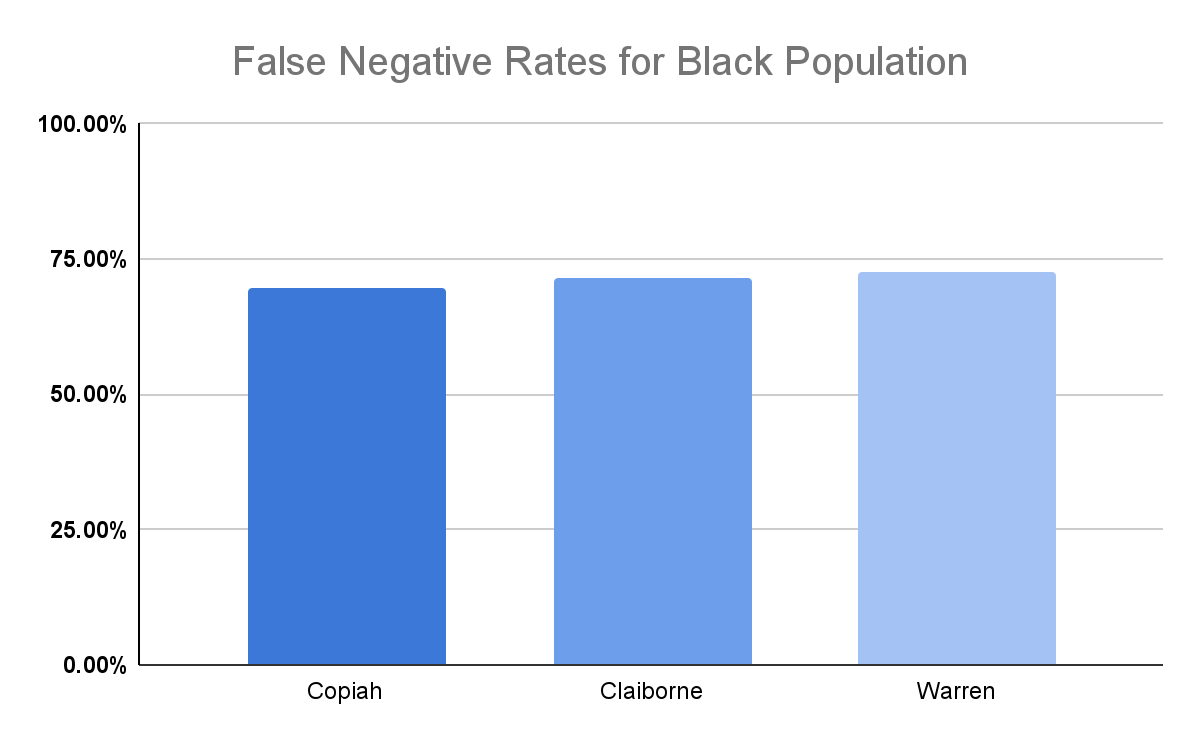 False Negative Rates for Black Population
100.00%
75.00%
50.00%
25.00%
0.00%
Copiah
Claiborne
Warren